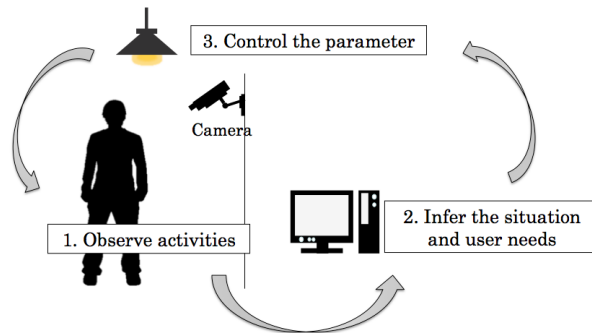 3. Control the parameter
Camera
1. Observe activities
2. Infer the situation
and user needs